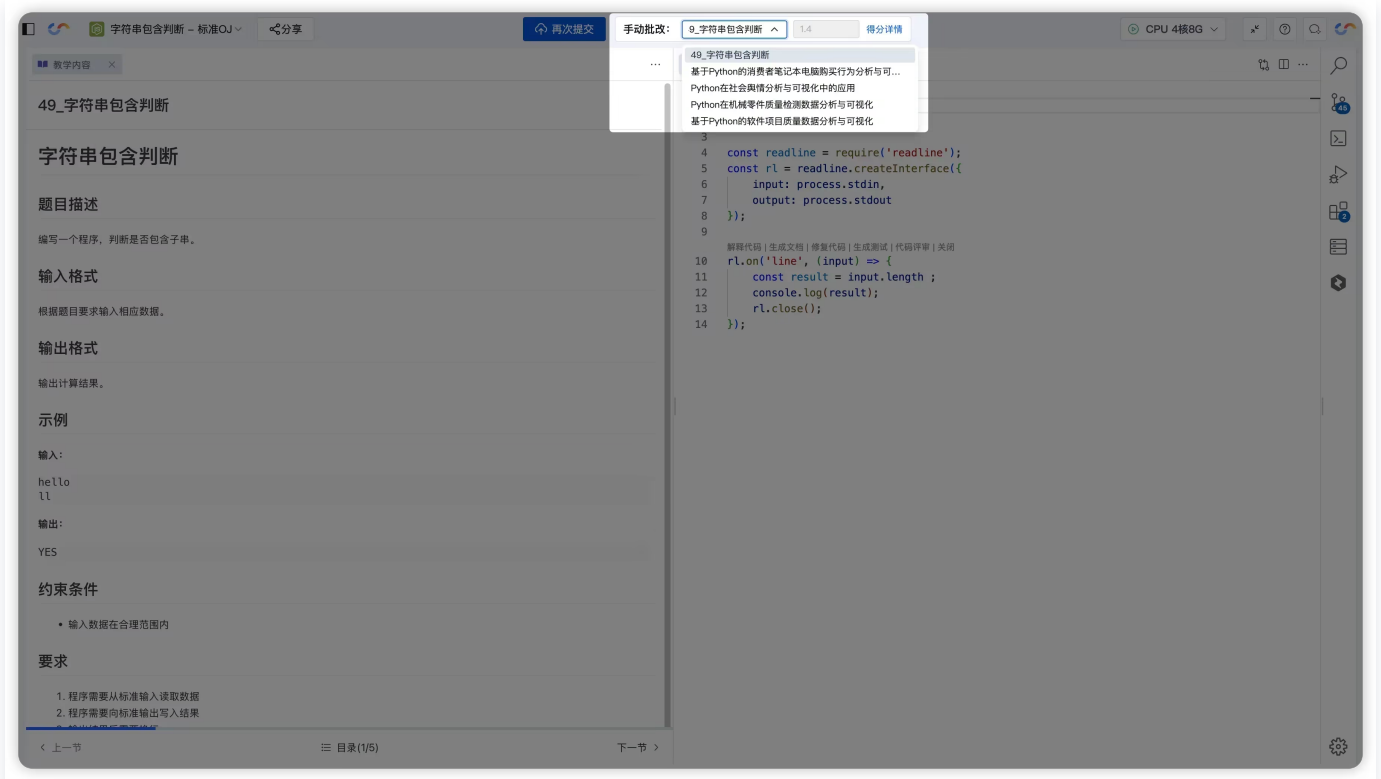 字符串包含判断 - 标准OJ
分享
再次提交
手动批改：
9_字符串包含判断
1.4
得分详情
CPU 4核8G
49_字符串包含判断
基于Python的消费者笔记本电脑购买行为分析与可...
Python在社会舆情分析与可视化中的应用
Python在机械零件质量检测数据分析与可视化
基于Python的软件项目质量数据分析与可视化
教学内容
49_字符串包含判断
字符串包含判断
题目描述
编写一个程序，判断是否包含子串。
输入格式
根据题目要求输入相应数据。
输出格式
输出计算结果。
示例
输入：
hello
ll
输出：
YES
约束条件
• 输入数据在合理范围内
要求
1. 程序需要从标准输入读取数据
2. 程序需要向标准输出写入结果
上一节
目录(1/5)
下一节
3
4 const readline = require('readline');
5 const rl = readline.createInterface({
6 input: process.stdin,
7 output: process.stdout
8 });
9
解释代码 | 生成文档 | 修复代码 | 生成测试 | 代码评审 | 关闭
10 rl.on('line', (input) => {
11 const result = input.length ;
12 console.log(result);
13 rl.close();
14 });
45
2